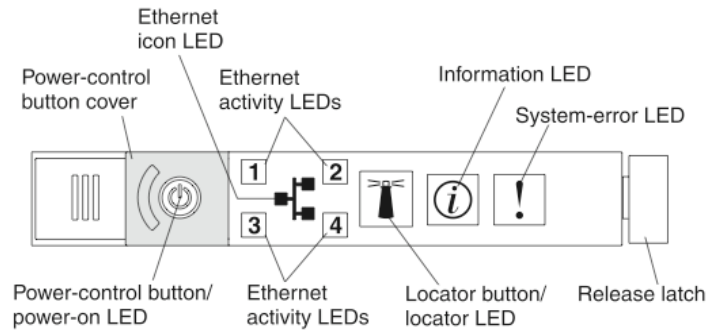 Ethernet
icon LED
Power-control
button cover
Ethernet
activity LEDs
Information LED
System-error LED
1
2
3
4
i
!
Power-control button/
power-on LED
Ethernet
activity LEDs
Locator button/
locator LED
Release latch